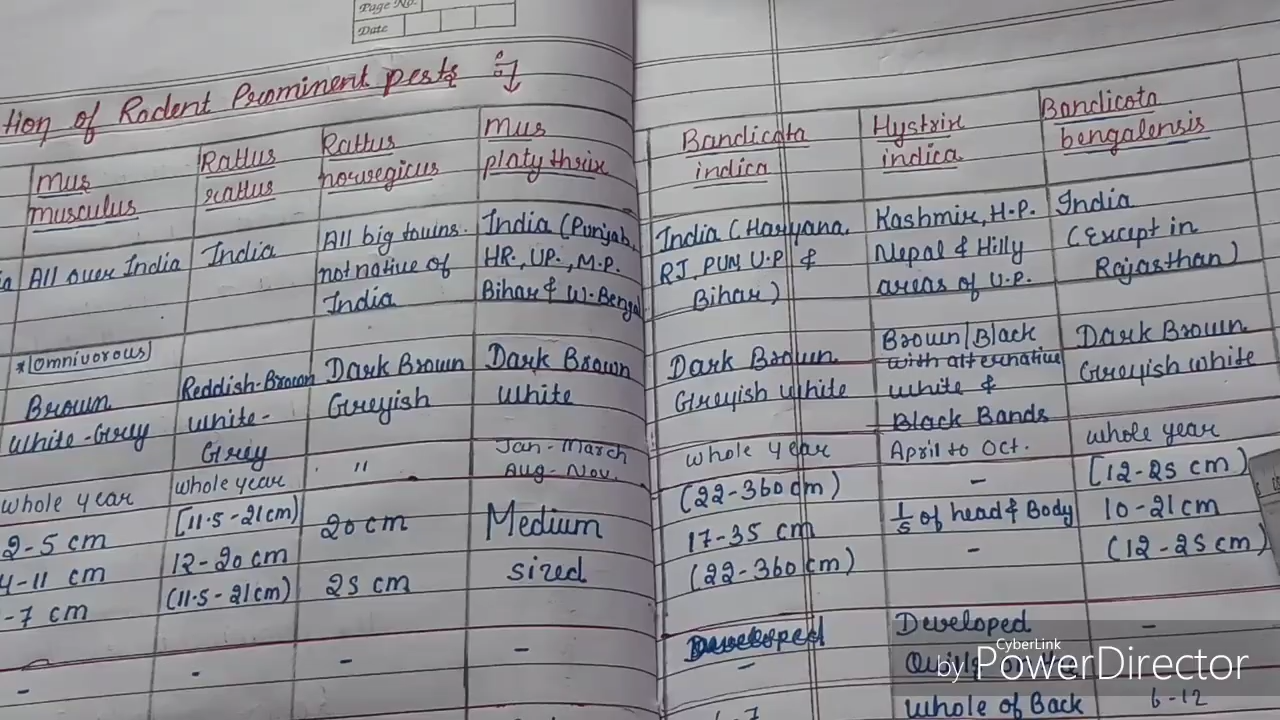 Page No.
Date
tion of Rodent Prominent pests
Mus
musculus
Rattus
rattus
Rattus
norwegicus
Mus
platythrix
Bandicota
indica
Hystrix
indica
Bandicota
bengalensis
All over India
India
All big towns.
not native of
India
India (Punjab,
HR., UP., M.P.
Bihar & W. Bengal
India (Haryana,
RJ, PUN, U.P &
Bihar)
Kashmir, H.P.
Nepal & Hilly
areas of U.P.
India
(Except in
Rajasthan)
*(omnivorous)
Brown
White-Grey
Reddish-Brown
White-
Grey
Dark Brown
Greyish
Dark Brown
White
Dark Brown
Greyish White
Brown/Black
with alternative
white &
Black Bands
Dark Brown
Greyish White
whole year
whole year
"
Jan-March
Aug-Nov.
whole year
April to Oct.
whole year
2-5 cm
4-11 cm
-7 cm
[11.5-21cm)
12-20 cm
(11.5-21cm)
20 cm
25 cm
Medium
sized
(22-360 cm)
17-35 cm
(22-360 cm)
-
1/5 of head & Body
-
[12-25 cm)
10-21 cm
(12-25 cm)
-
-
-
-
Developed
-
Developed
Quills on the
whole of Back
-
6-12
CyberLink
by PowerDirector